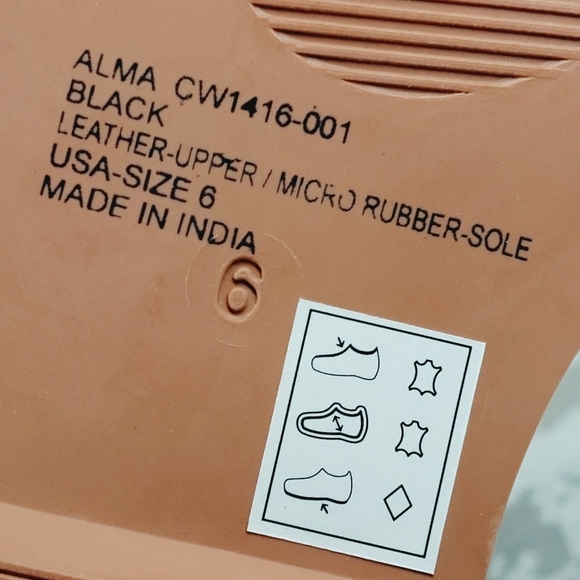 ALMA CW1416-001
BLACK
LEATHER-UPPER / MICRO RUBBER-SOLE
USA-SIZE 6
MADE IN INDIA
6